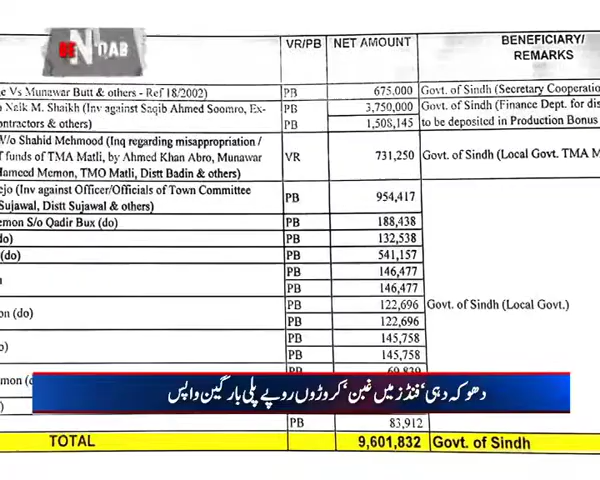 BE N NAB
VR/PB NET AMOUNT BENEFICIARY/ REMARKS
e Vs Munawar Butt & others - Ref 18/2002) PB 675,000 Govt. of Sindh (Secretary Cooperatio
Naik M. Shaikh (Inv against Saqib Ahmed Soomro, Ex- PB 3,750,000 Govt. of Sindh (Finance Dept. for dis
ontractors & others) PB 1,508,145 to be deposited in Production Bonus
W/o Shahid Mehmood (Inq regarding misappropriation /
f funds of TMA Matli, by Ahmed Khan Abro, Munawar VR 731,250 Govt. of Sindh (Local Govt. TMA M
Hameed Memon, TMO Matli, Distt Badin & others)
ejo (Inv against Officer/Officials of Town Committee PB 954,417
Sujawal, Distt Sujawal & others)
emon S/o Qadir Bux (do) PB 188,438
do) PB 132,538
(do) PB 541,157
PB 146,477
PB 146,477
PB 122,696 Govt. of Sindh (Local Govt.)
on (do) PB 122,696
PB 145,758
) PB 145,758
69,839
mon (d
دھوکہ دہی‘ فنڈز میں غبن‘ کروڑوں روپے پلی بارگین واپس
)
PB 83,912
TOTAL 9,601,832 Govt. of Sindh